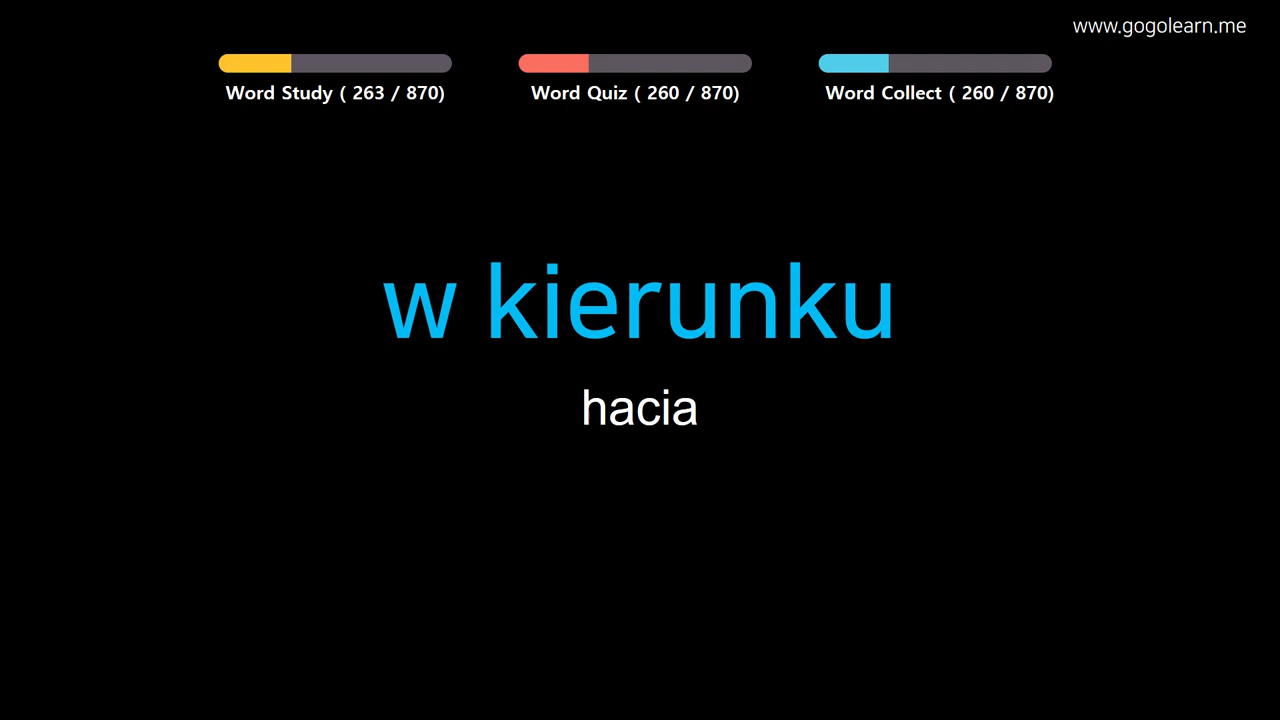 www.gogolearn.me
Word Study ( 263 / 870)
Word Quiz ( 260 / 870)
Word Collect ( 260 / 870)
w kierunku
hacia